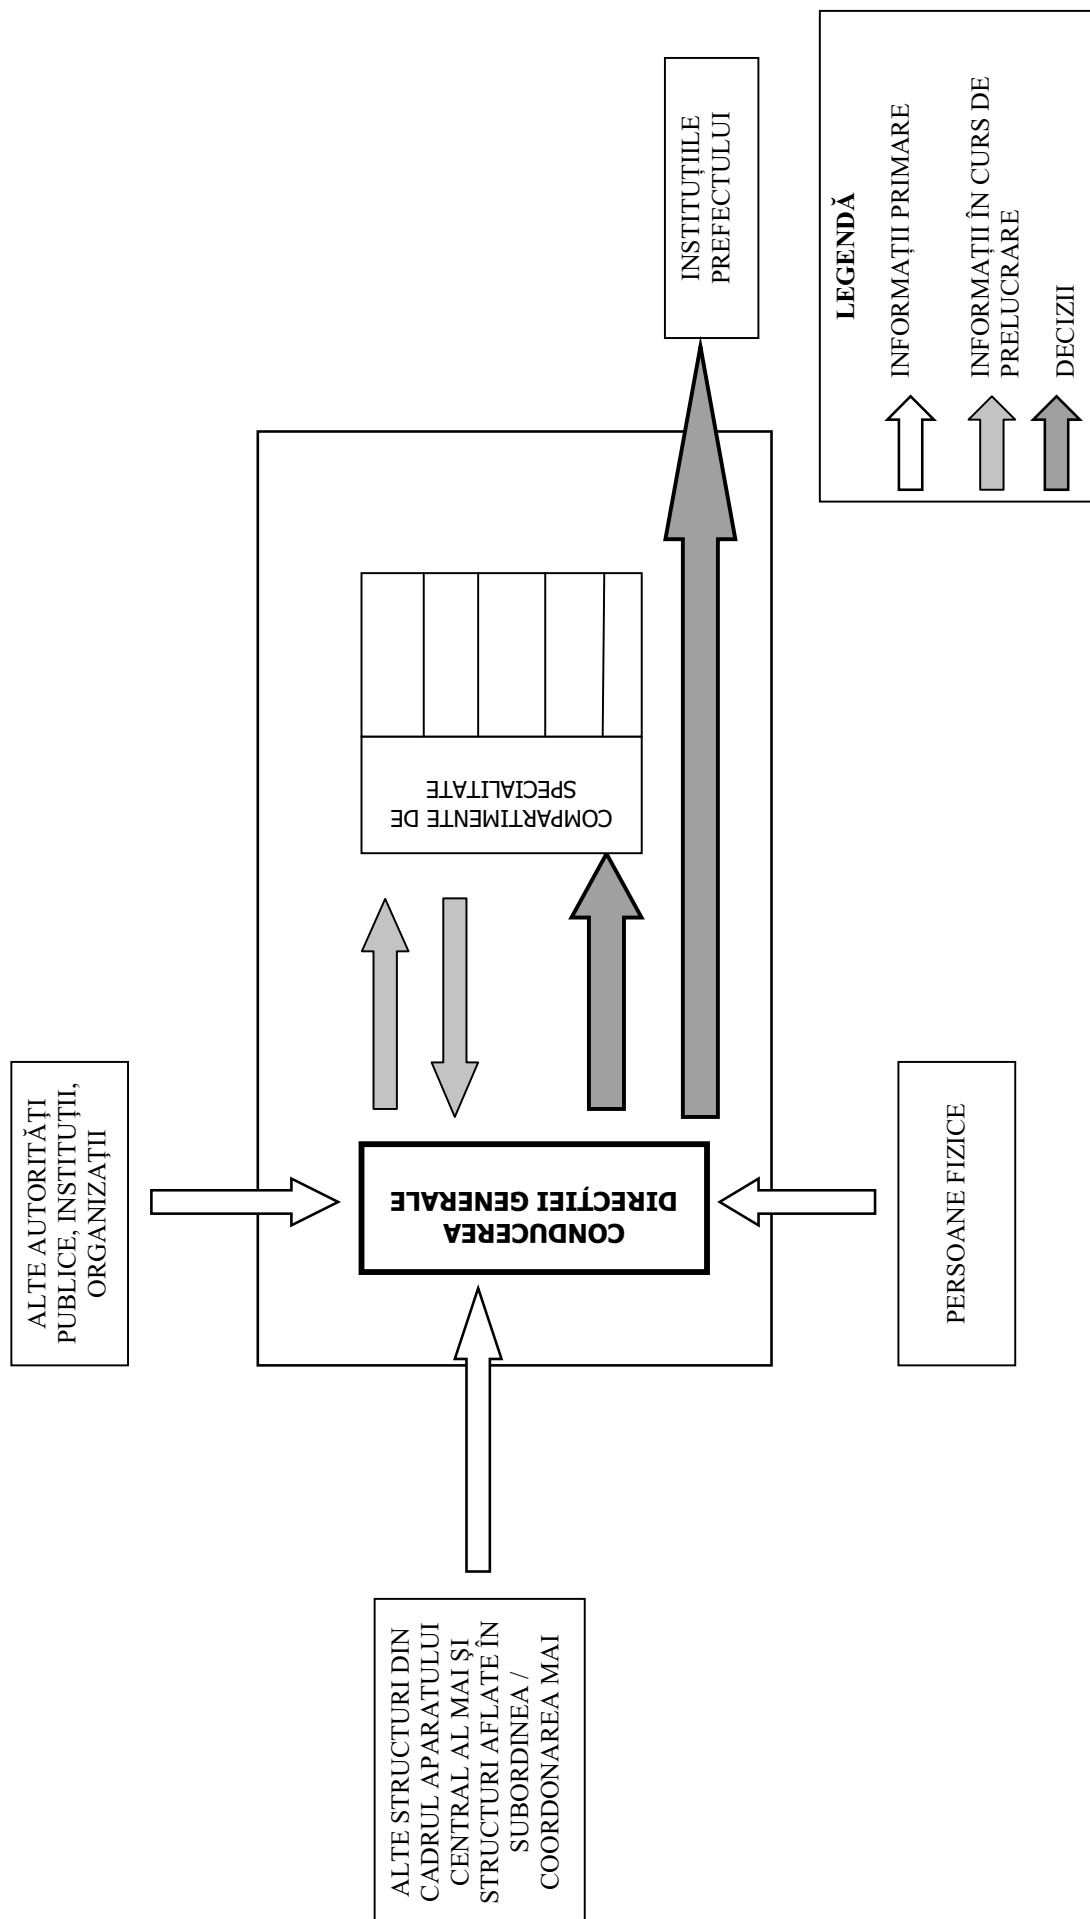 ALTE AUTORITĂȚI
PUBLICE, INSTITUȚII,
ORGANIZAȚII
ALTE STRUCTURI DIN
CADRUL APARATULUI
CENTRAL AL MAI ȘI
STRUCTURI AFLATE ÎN
SUBORDINEA /
COORDONAREA MAI
CONDUCEREA
DIRECȚIEI GENERALE
COMPARTIMENTE DE
SPECIALITATE
INSTITUȚIILE
PREFECTULUI
PERSOANE FIZICE
LEGENDĂ
INFORMAȚII PRIMARE
INFORMAȚII ÎN CURS DE
PRELUCRARE
DECIZII